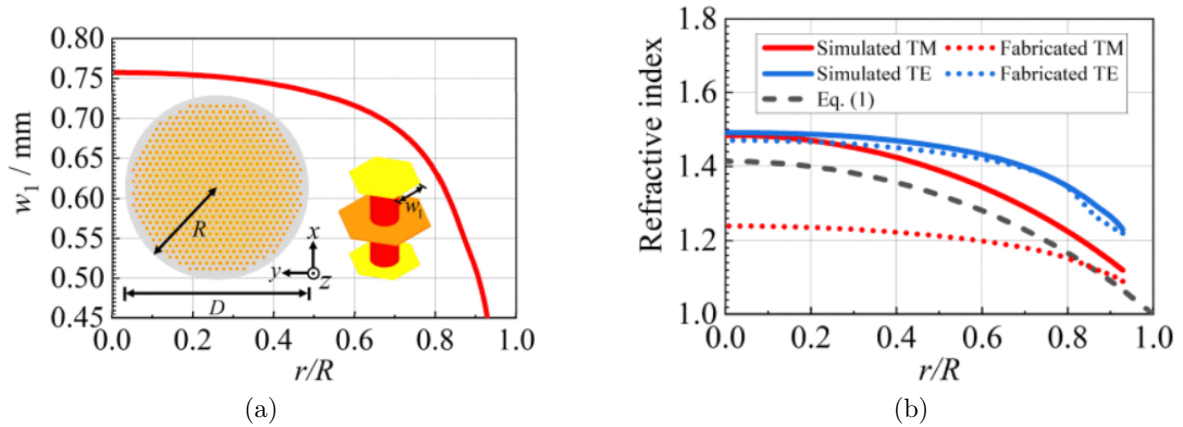 0.80
0.75
0.70
0.65
0.60
0.55
0.50
0.45
w1 / mm
R
D
x
y
z
w1
0.0 0.2 0.4 0.6 0.8 1.0
r/R
(a)
1.8
1.6
1.4
1.2
1.0
Refractive index
Simulated TM Fabricated TM
Simulated TE Fabricated TE
Eq. (1)
0.0 0.2 0.4 0.6 0.8 1.0
r/R
(b)